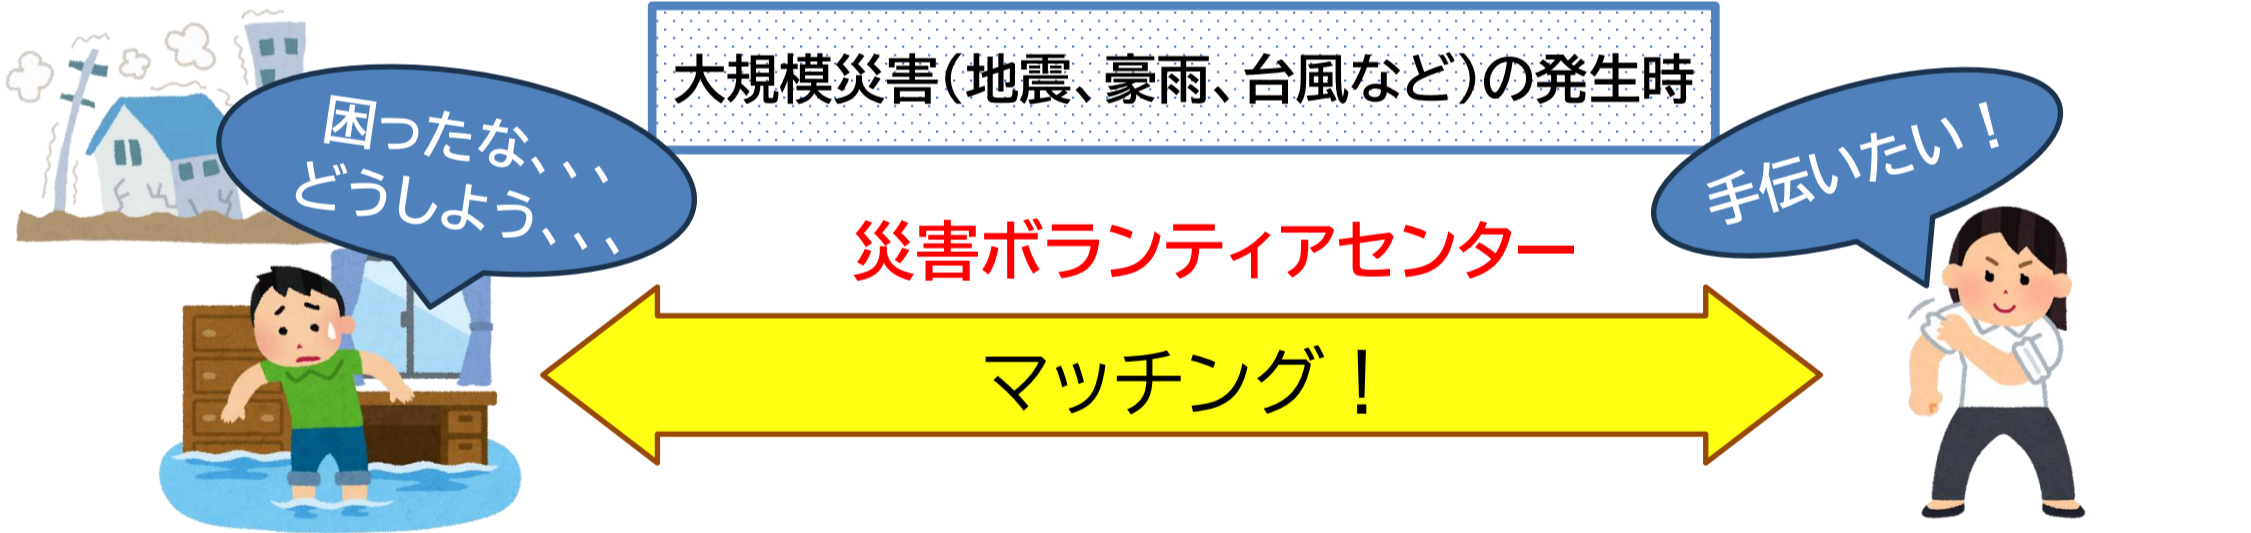 大規模災害(地震、豪雨、台風など)の発生時
困ったな、、、
どうしよう、、、
手伝いたい！
災害ボランティアセンター
マッチング！